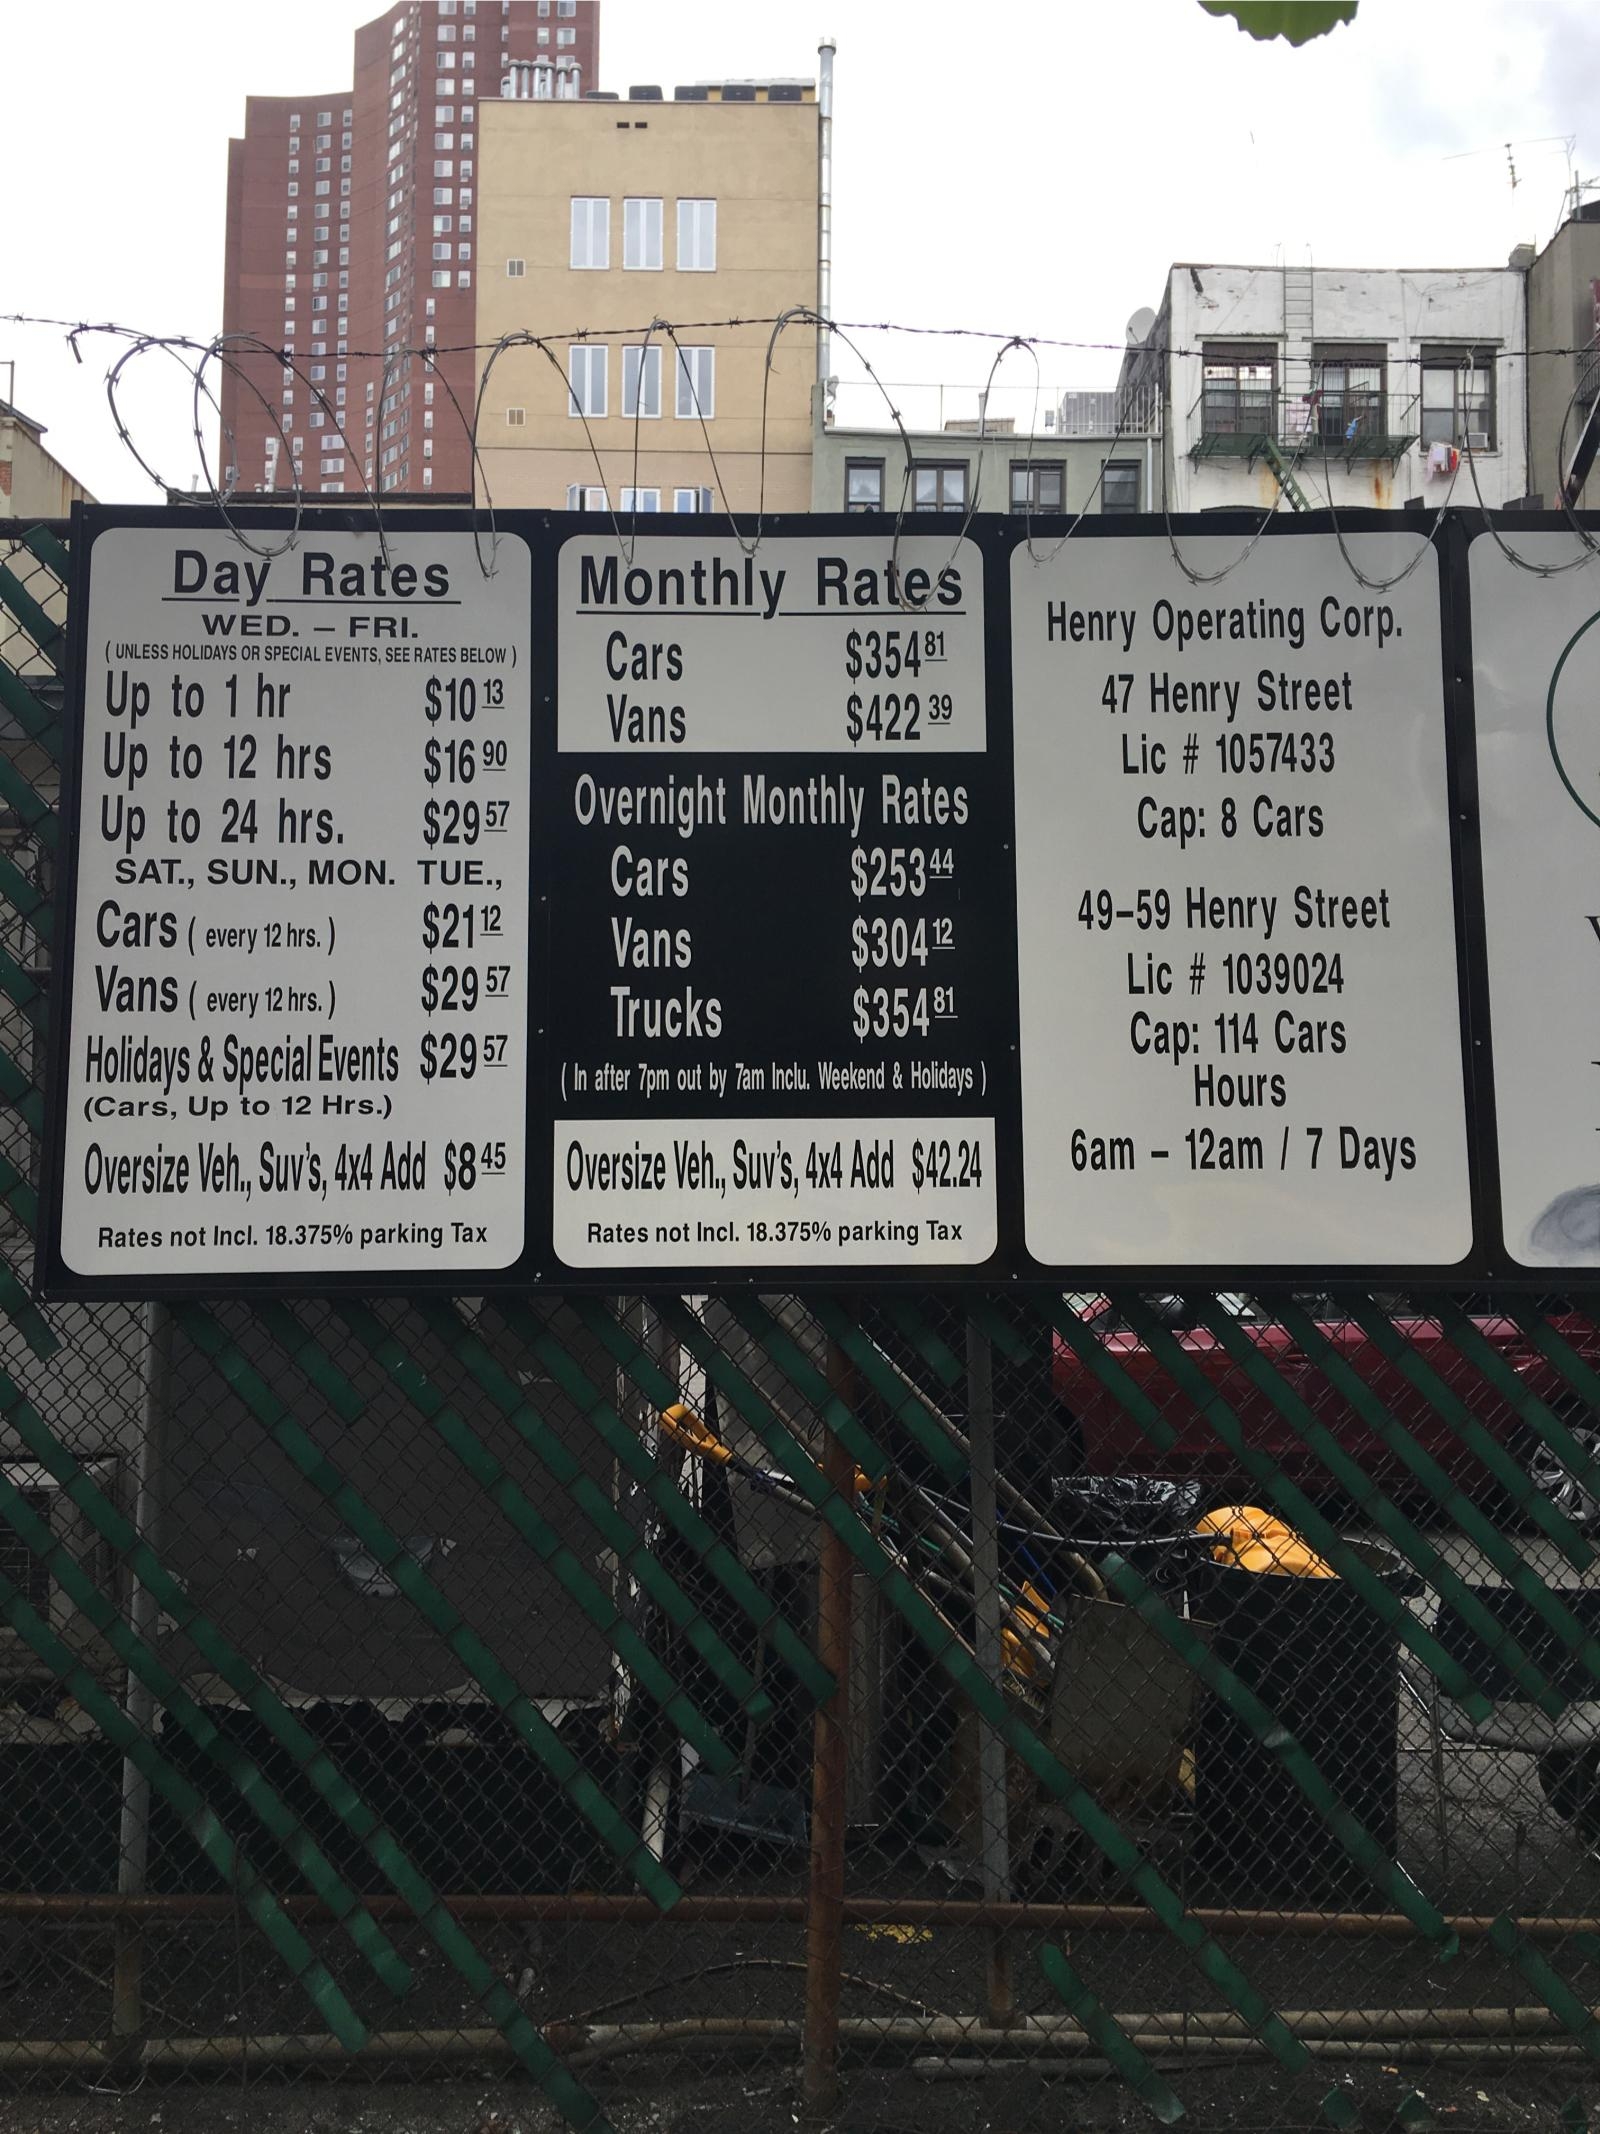 Day Rates
WED. – FRI.
( UNLESS HOLIDAYS OR SPECIAL EVENTS, SEE RATES BELOW )
Up to 1 hr $10 13
Up to 12 hrs $16 90
Up to 24 hrs. $29 57
SAT., SUN., MON. TUE.,
Cars ( every 12 hrs. ) $21 12
Vans ( every 12 hrs. ) $29 57
Holidays & Special Events $29 57
(Cars, Up to 12 Hrs.)
Oversize Veh., Suv's, 4x4 Add $8 45
Rates not Incl. 18.375% parking Tax
Monthly Rates
Cars $354 81
Vans $422 39
Overnight Monthly Rates
Cars $253 44
Vans $304 12
Trucks $354 81
( In after 7pm out by 7am Inclu. Weekend & Holidays )
Oversize Veh., Suv's, 4x4 Add $42.24
Rates not Incl. 18.375% parking Tax
Henry Operating Corp.
47 Henry Street
Lic # 1057433
Cap: 8 Cars
49–59 Henry Street
Lic # 1039024
Cap: 114 Cars
Hours
6am – 12am / 7 Days